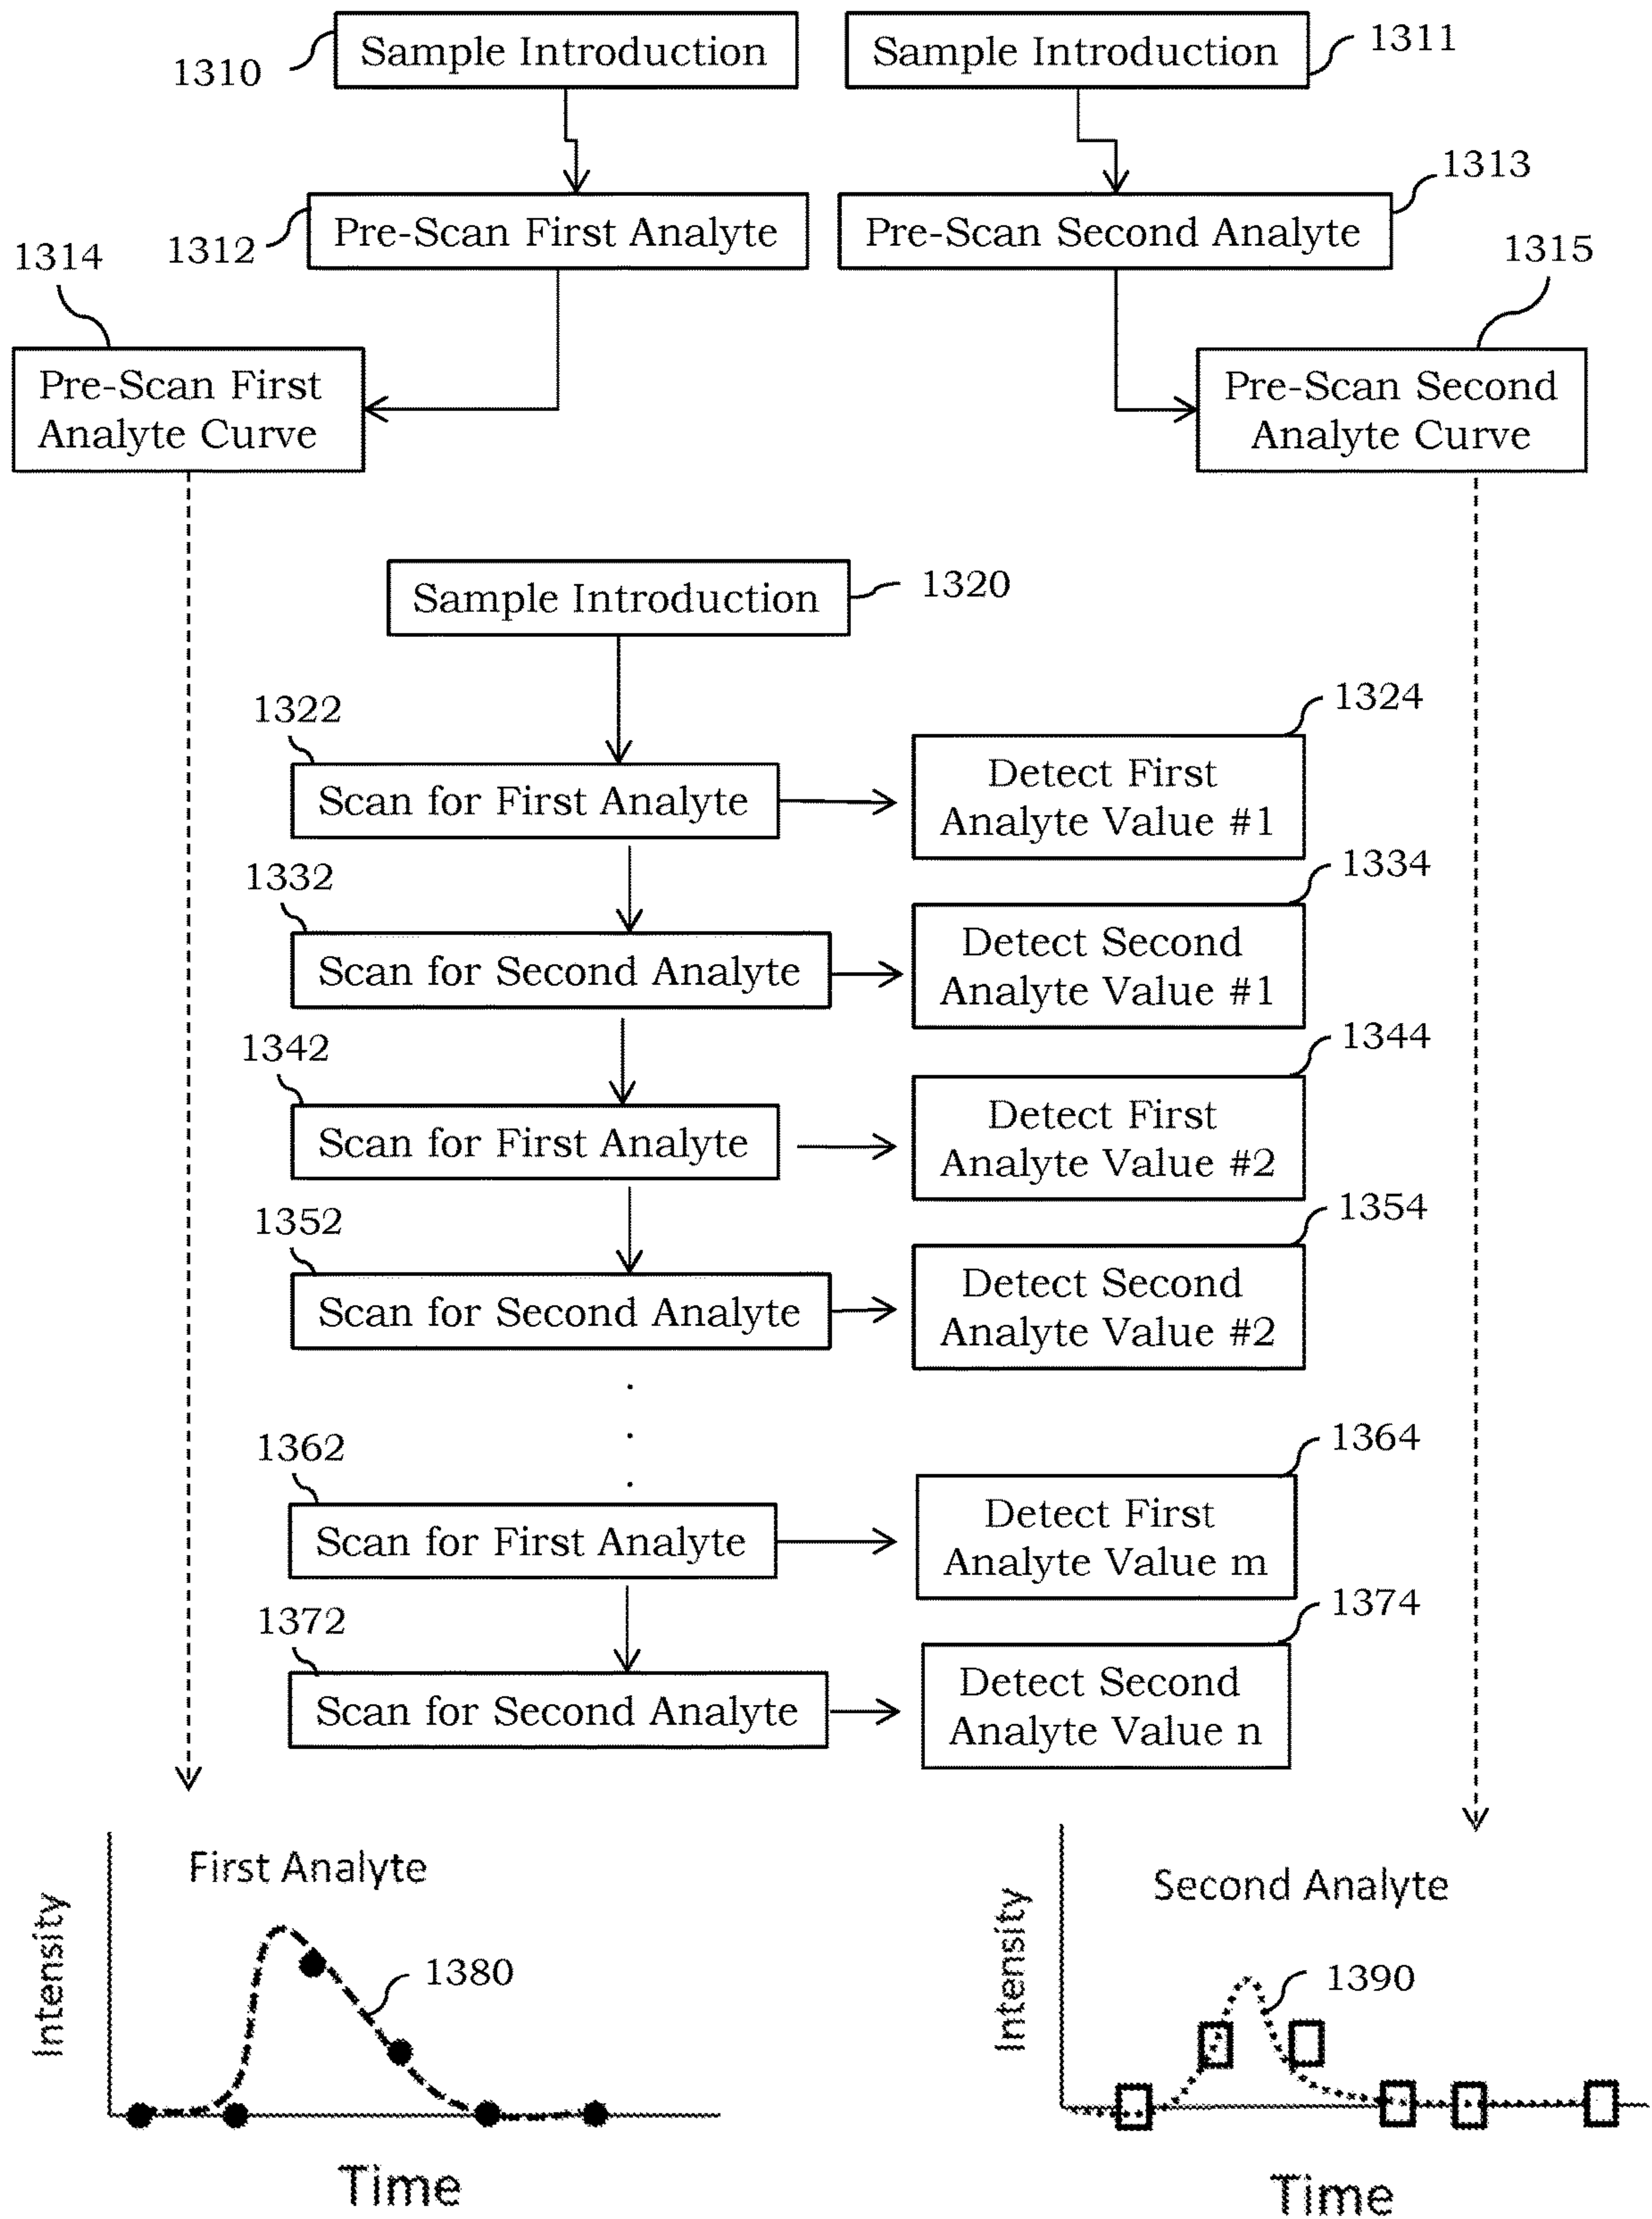 Sample Introduction
1310
Sample Introduction
1311
Pre-Scan First Analyte
1312
Pre-Scan Second Analyte
1313
1314
Pre-Scan First
Analyte Curve
1315
Pre-Scan Second
Analyte Curve
Sample Introduction
1320
1322
Scan for First Analyte
1324
Detect First
Analyte Value #1
1332
Scan for Second Analyte
1334
Detect Second
Analyte Value #1
1342
Scan for First Analyte
1344
Detect First
Analyte Value #2
1352
Scan for Second Analyte
1354
Detect Second
Analyte Value #2
1362
Scan for First Analyte
1364
Detect First
Analyte Value m
1372
Scan for Second Analyte
1374
Detect Second
Analyte Value n
First Analyte
Intensity
1380
Time
Second Analyte
Intensity
1390
Time